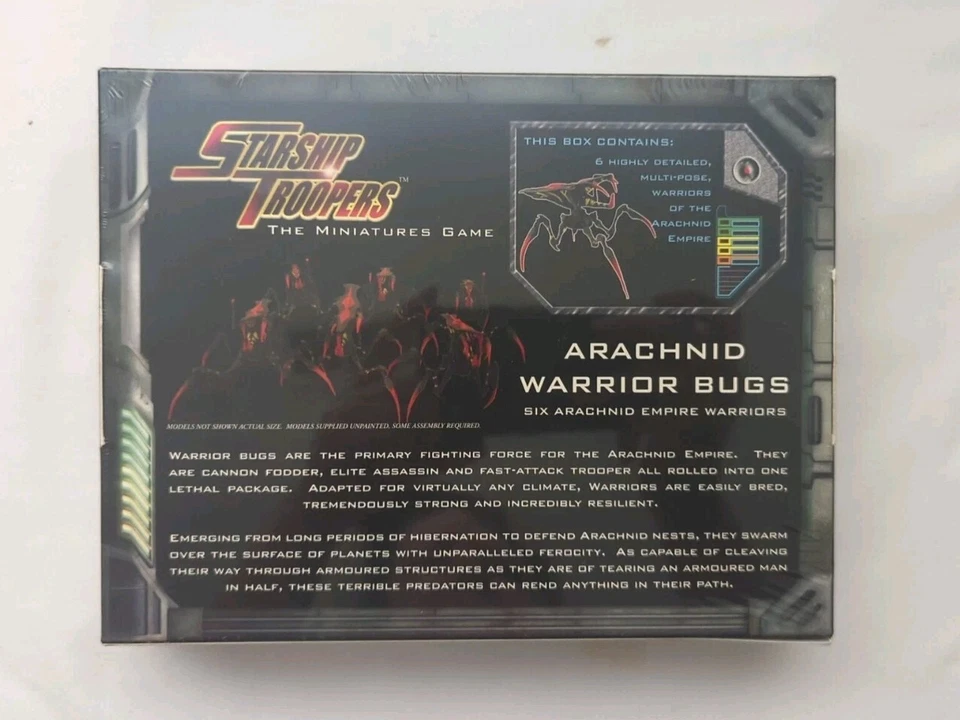 STARSHIP
TROOPERS™
THE MINIATURES GAME
THIS BOX CONTAINS:
6 HIGHLY DETAILED,
MULTI-POSE,
WARRIORS
OF THE
ARACHNID
EMPIRE
ARACHNID
WARRIOR BUGS
SIX ARACHNID EMPIRE WARRIORS
MODELS NOT SHOWN ACTUAL SIZE. MODELS SUPPLIED UNPAINTED, SOME ASSEMBLY REQUIRED.
WARRIOR BUGS ARE THE PRIMARY FIGHTING FORCE FOR THE ARACHNID EMPIRE. THEY
ARE CANNON FODDER, ELITE ASSASSIN AND FAST-ATTACK TROOPER ALL ROLLED INTO ONE
LETHAL PACKAGE. ADAPTED FOR VIRTUALLY ANY CLIMATE, WARRIORS ARE EASILY BRED,
TREMENDOUSLY STRONG AND INCREDIBLY RESILIENT.
EMERGING FROM LONG PERIODS OF HIBERNATION TO DEFEND ARACHNID NESTS, THEY SWARM
OVER THE SURFACE OF PLANETS WITH UNPARALLELED FEROCITY. AS CAPABLE OF CLEAVING
THEIR WAY THROUGH ARMOURED STRUCTURES AS THEY ARE OF TEARING AN ARMOURED MAN
IN HALF, THESE TERRIBLE PREDATORS CAN REND ANYTHING IN THEIR PATH.